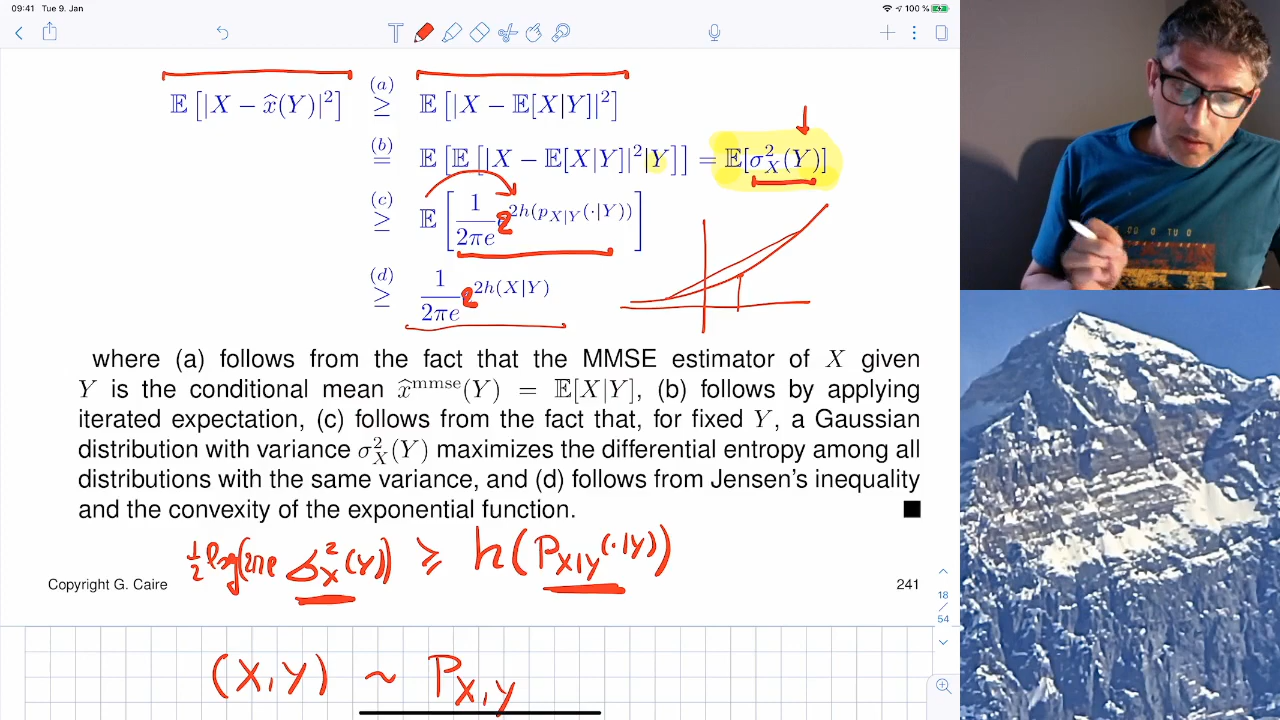 09:41 Tue 9. Jan 100 %
𝔼[|X − x̂(Y)|²] (a) ≥ 𝔼[|X − 𝔼[X|Y]|²]
(b) = 𝔼[𝔼[|X − 𝔼[X|Y]|²|Y]] = 𝔼[σ²_X(Y)]
(c) ≥ 𝔼[1/(2πe) 2^{2h(p_{X|Y}(·|Y))}]
(d) ≥ 1/(2πe) 2^{2h(X|Y)}
where (a) follows from the fact that the MMSE estimator of X given
Y is the conditional mean x̂^{mmse}(Y) = 𝔼[X|Y], (b) follows by applying
iterated expectation, (c) follows from the fact that, for fixed Y, a Gaussian
distribution with variance σ²_X(Y) maximizes the differential entropy among all
distributions with the same variance, and (d) follows from Jensen's inequality
and the convexity of the exponential function. ■
½ log(2πe σ²_X(Y)) ≥ h(P_{X|Y}(·|Y))
Copyright G. Caire 241
18
/
54
(X,Y) ~ P_{X,Y}